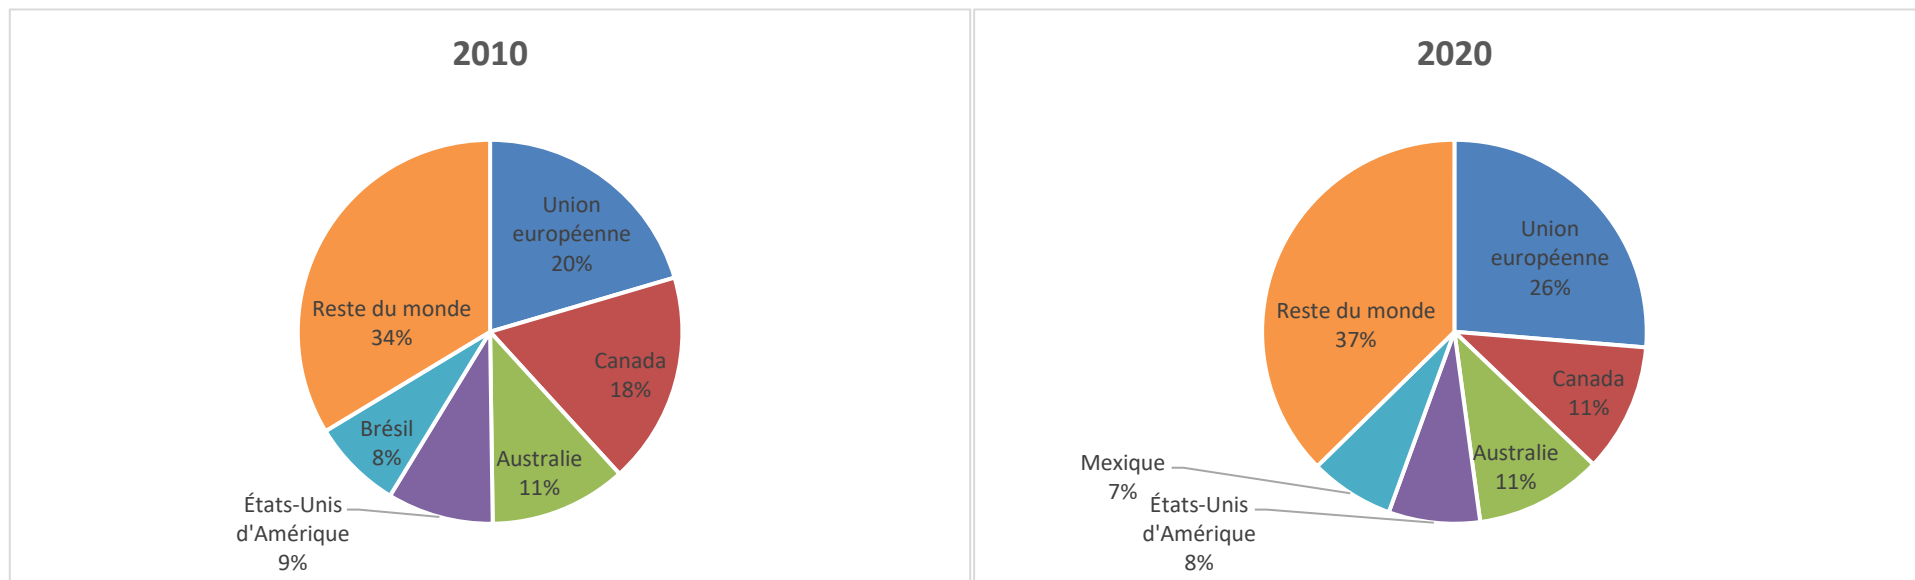 2010
Union
européenne
20%
Canada
18%
Australie
11%
États-Unis
d'Amérique
9%
Brésil
8%
Reste du monde
34%
2020
Union
européenne
26%
Canada
11%
Australie
11%
États-Unis
d'Amérique
8%
Mexique
7%
Reste du monde
37%